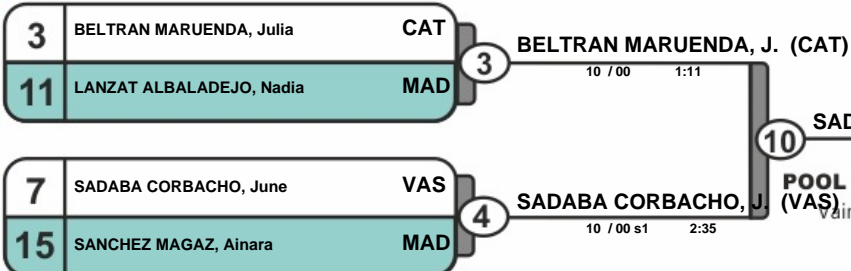 3 BELTRAN MARUENDA, Julia CAT
11 LANZAT ALBALADEJO, Nadia MAD
3
BELTRAN MARUENDA, J. (CAT)
10 / 00 1:11
7 SADABA CORBACHO, June VAS
15 SANCHEZ MAGAZ, Ainara MAD
4
SADABA CORBACHO, J. (VAS)
10 / 00 s1 2:35
10
SAD
POOL